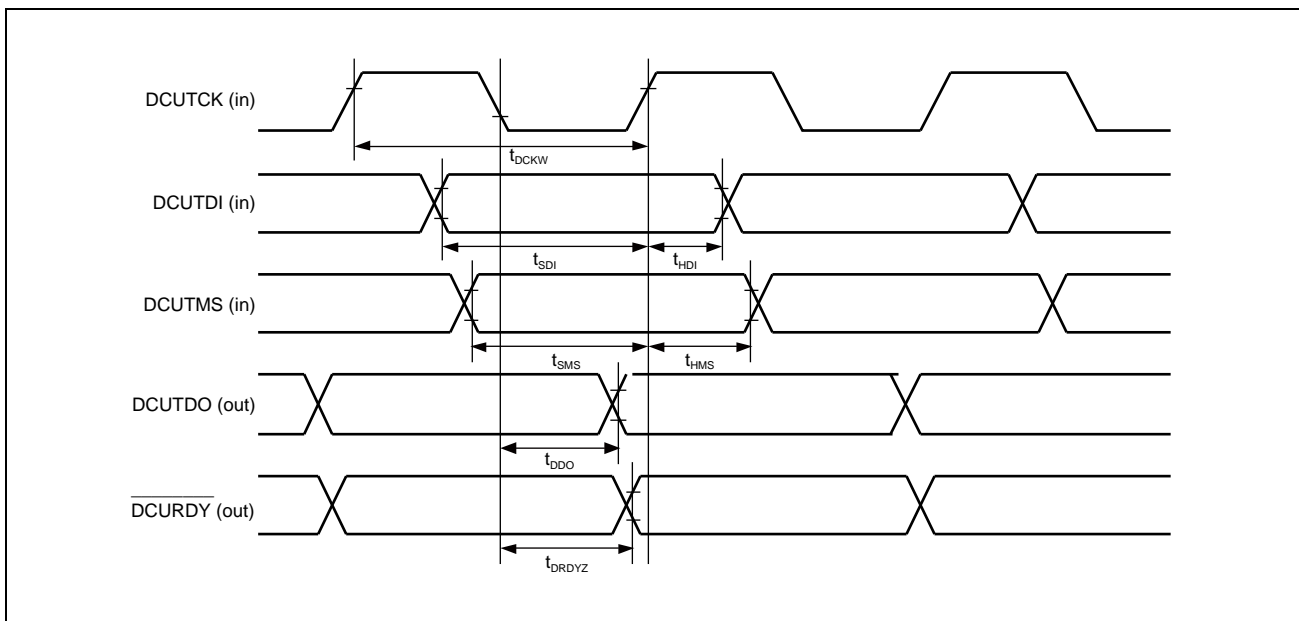 DCUTCK (in)
tDCKW
DCUTDI (in)
tSDI tHDI
DCUTMS (in)
tSMS tHMS
DCUTDO (out)
tDDO
DCURDY (out)
tDRDYZ